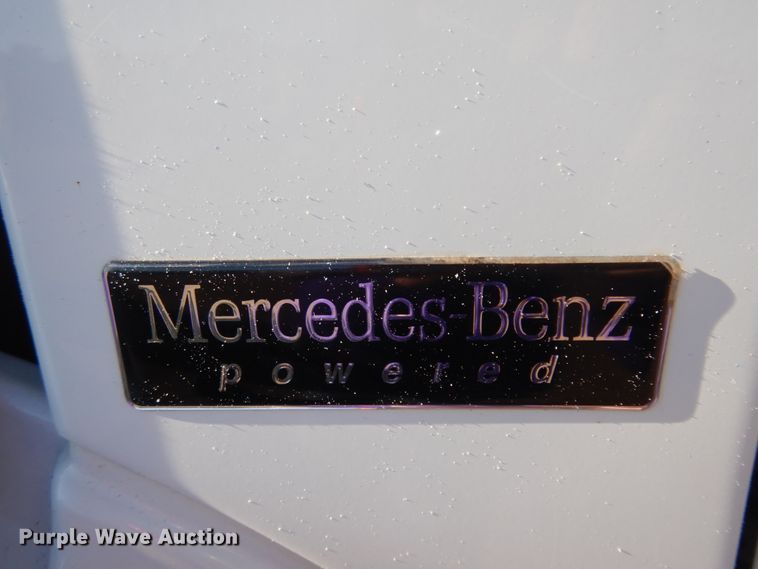 Mercedes-Benz
powered
Purple Wave Auction